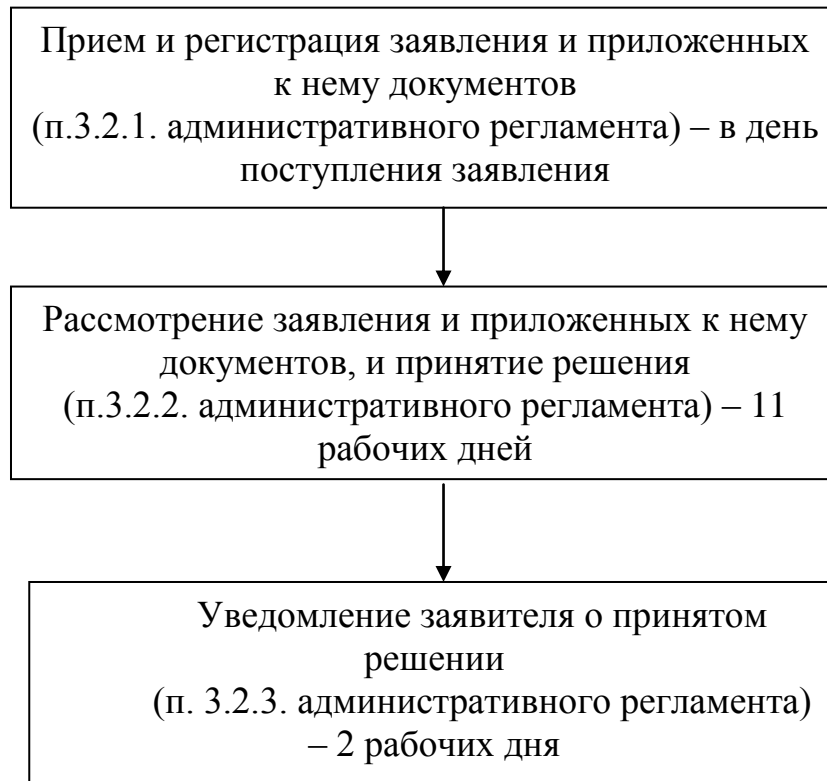 Прием и регистрация заявления и приложенных
к нему документов
(п.3.2.1. административного регламента) – в день
поступления заявления
Рассмотрение заявления и приложенных к нему
документов, и принятие решения
(п.3.2.2. административного регламента) – 11
рабочих дней
Уведомление заявителя о принятом
решении
(п. 3.2.3. административного регламента)
– 2 рабочих дня